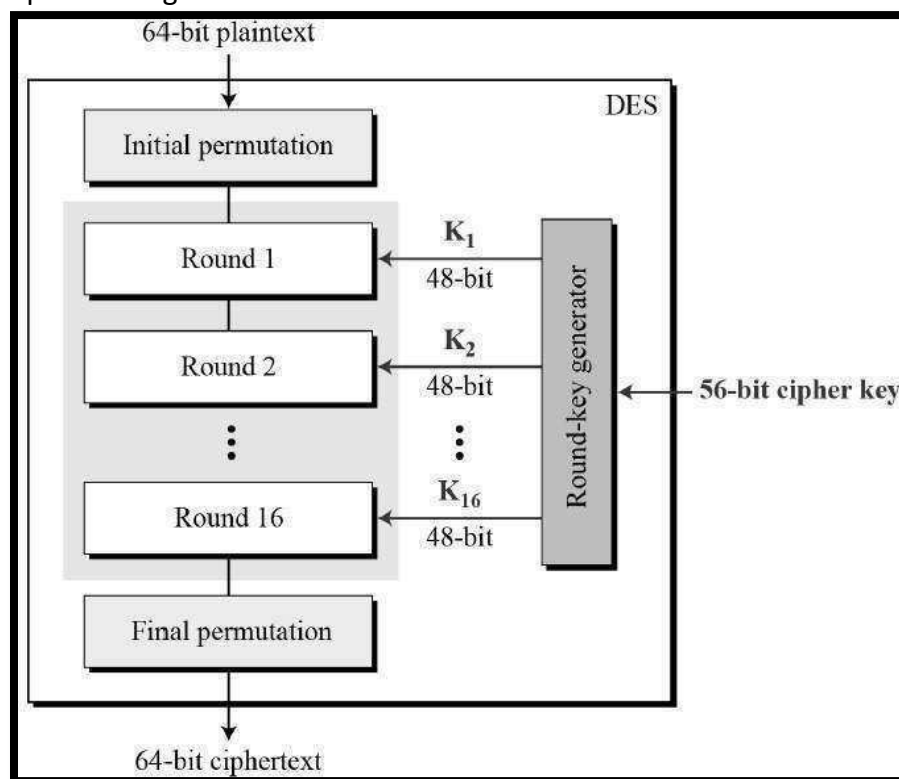 64-bit plaintext
DES
Initial permutation
Round 1
K1
48-bit
Round 2
K2
48-bit
Round-key generator
56-bit cipher key
Round 16
K16
48-bit
Final permutation
64-bit ciphertext